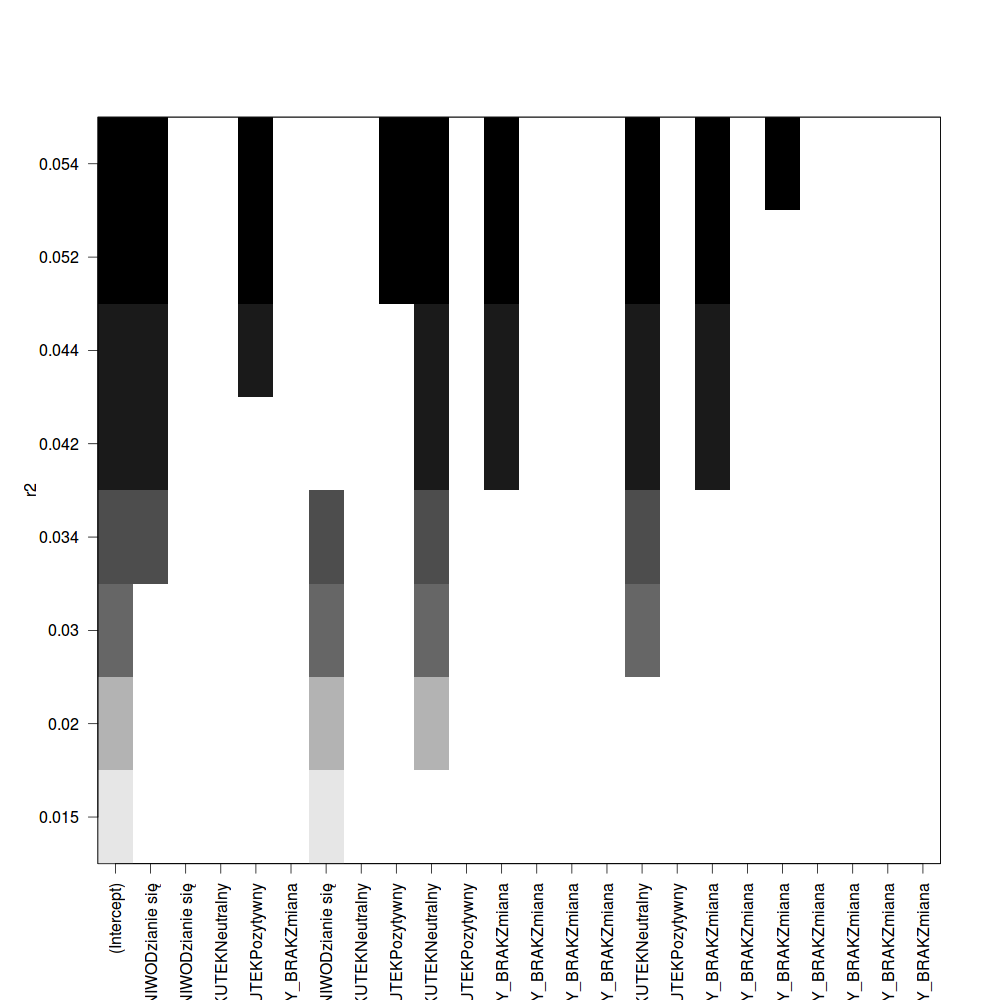 0.054
0.052
0.044
0.042
0.034
0.03
0.02
0.015
r2
(Intercept)
NIWODzianie się
NIWODzianie się
KUTEKNeutralny
UTEKPozytywny
Y_BRAKZmiana
NIWODzianie się
KUTEKNeutralny
UTEKPozytywny
KUTEKNeutralny
UTEKPozytywny
Y_BRAKZmiana
Y_BRAKZmiana
Y_BRAKZmiana
Y_BRAKZmiana
KUTEKNeutralny
UTEKPozytywny
Y_BRAKZmiana
Y_BRAKZmiana
Y_BRAKZmiana
Y_BRAKZmiana
Y_BRAKZmiana
Y_BRAKZmiana
Y_BRAKZmiana